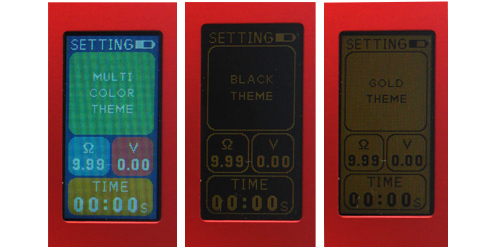 SETTING
MULTI
COLOR
THEME
Ω V
9.99 0.00
TIME
00:00s
SETTING
BLACK
THEME
Ω V
9.99 0.00
TIME
00:00s
SETTING
GOLD
THEME
Ω V
9.99 0.00
TIME
00:00s